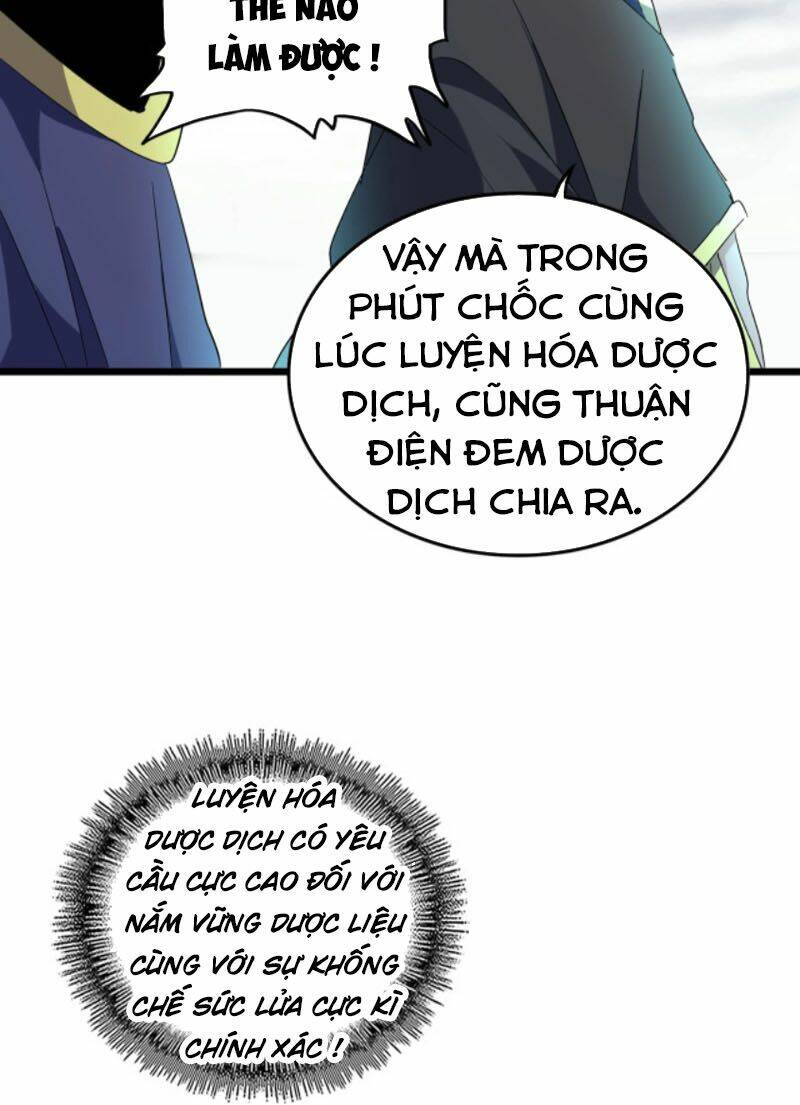 THẾ NÀO
LÀM ĐƯỢC !
VẬY MÀ TRONG
PHÚT CHỐC CÙNG
LÚC LUYỆN HÓA DƯỢC
DỊCH, CŨNG THUẬN
ĐIỆN ĐEM DƯỢC
DỊCH CHIA RA.
LUYỆN HÓA
DƯỢC DỊCH CÓ YÊU
CẦU CỰC CAO ĐỐI VỚI
NẮM VỮNG DƯỢC LIỆU
CÙNG VỚI SỰ KHỐNG
CHẾ SỨC LỬA CỰC KÌ
CHÍNH XÁC !